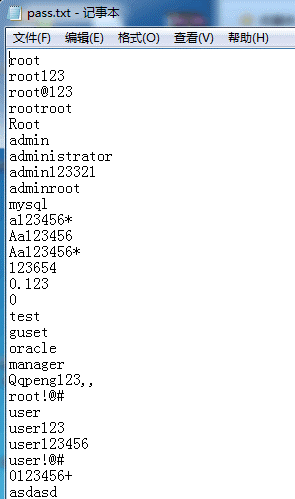 pass.txt - 记事本
文件(F) 编辑(E) 格式(O) 查看(V) 帮助(H)
root
root123
root@123
rootroot
Root
admin
administrator
admin123321
adminroot
mysql
a123456*
Aa123456
Aa123456*
123654
0.123
0
test
guset
oracle
manager
Qqpeng123,,
root!@#
user
user123
user123456
user!@#
0123456+
asdasd